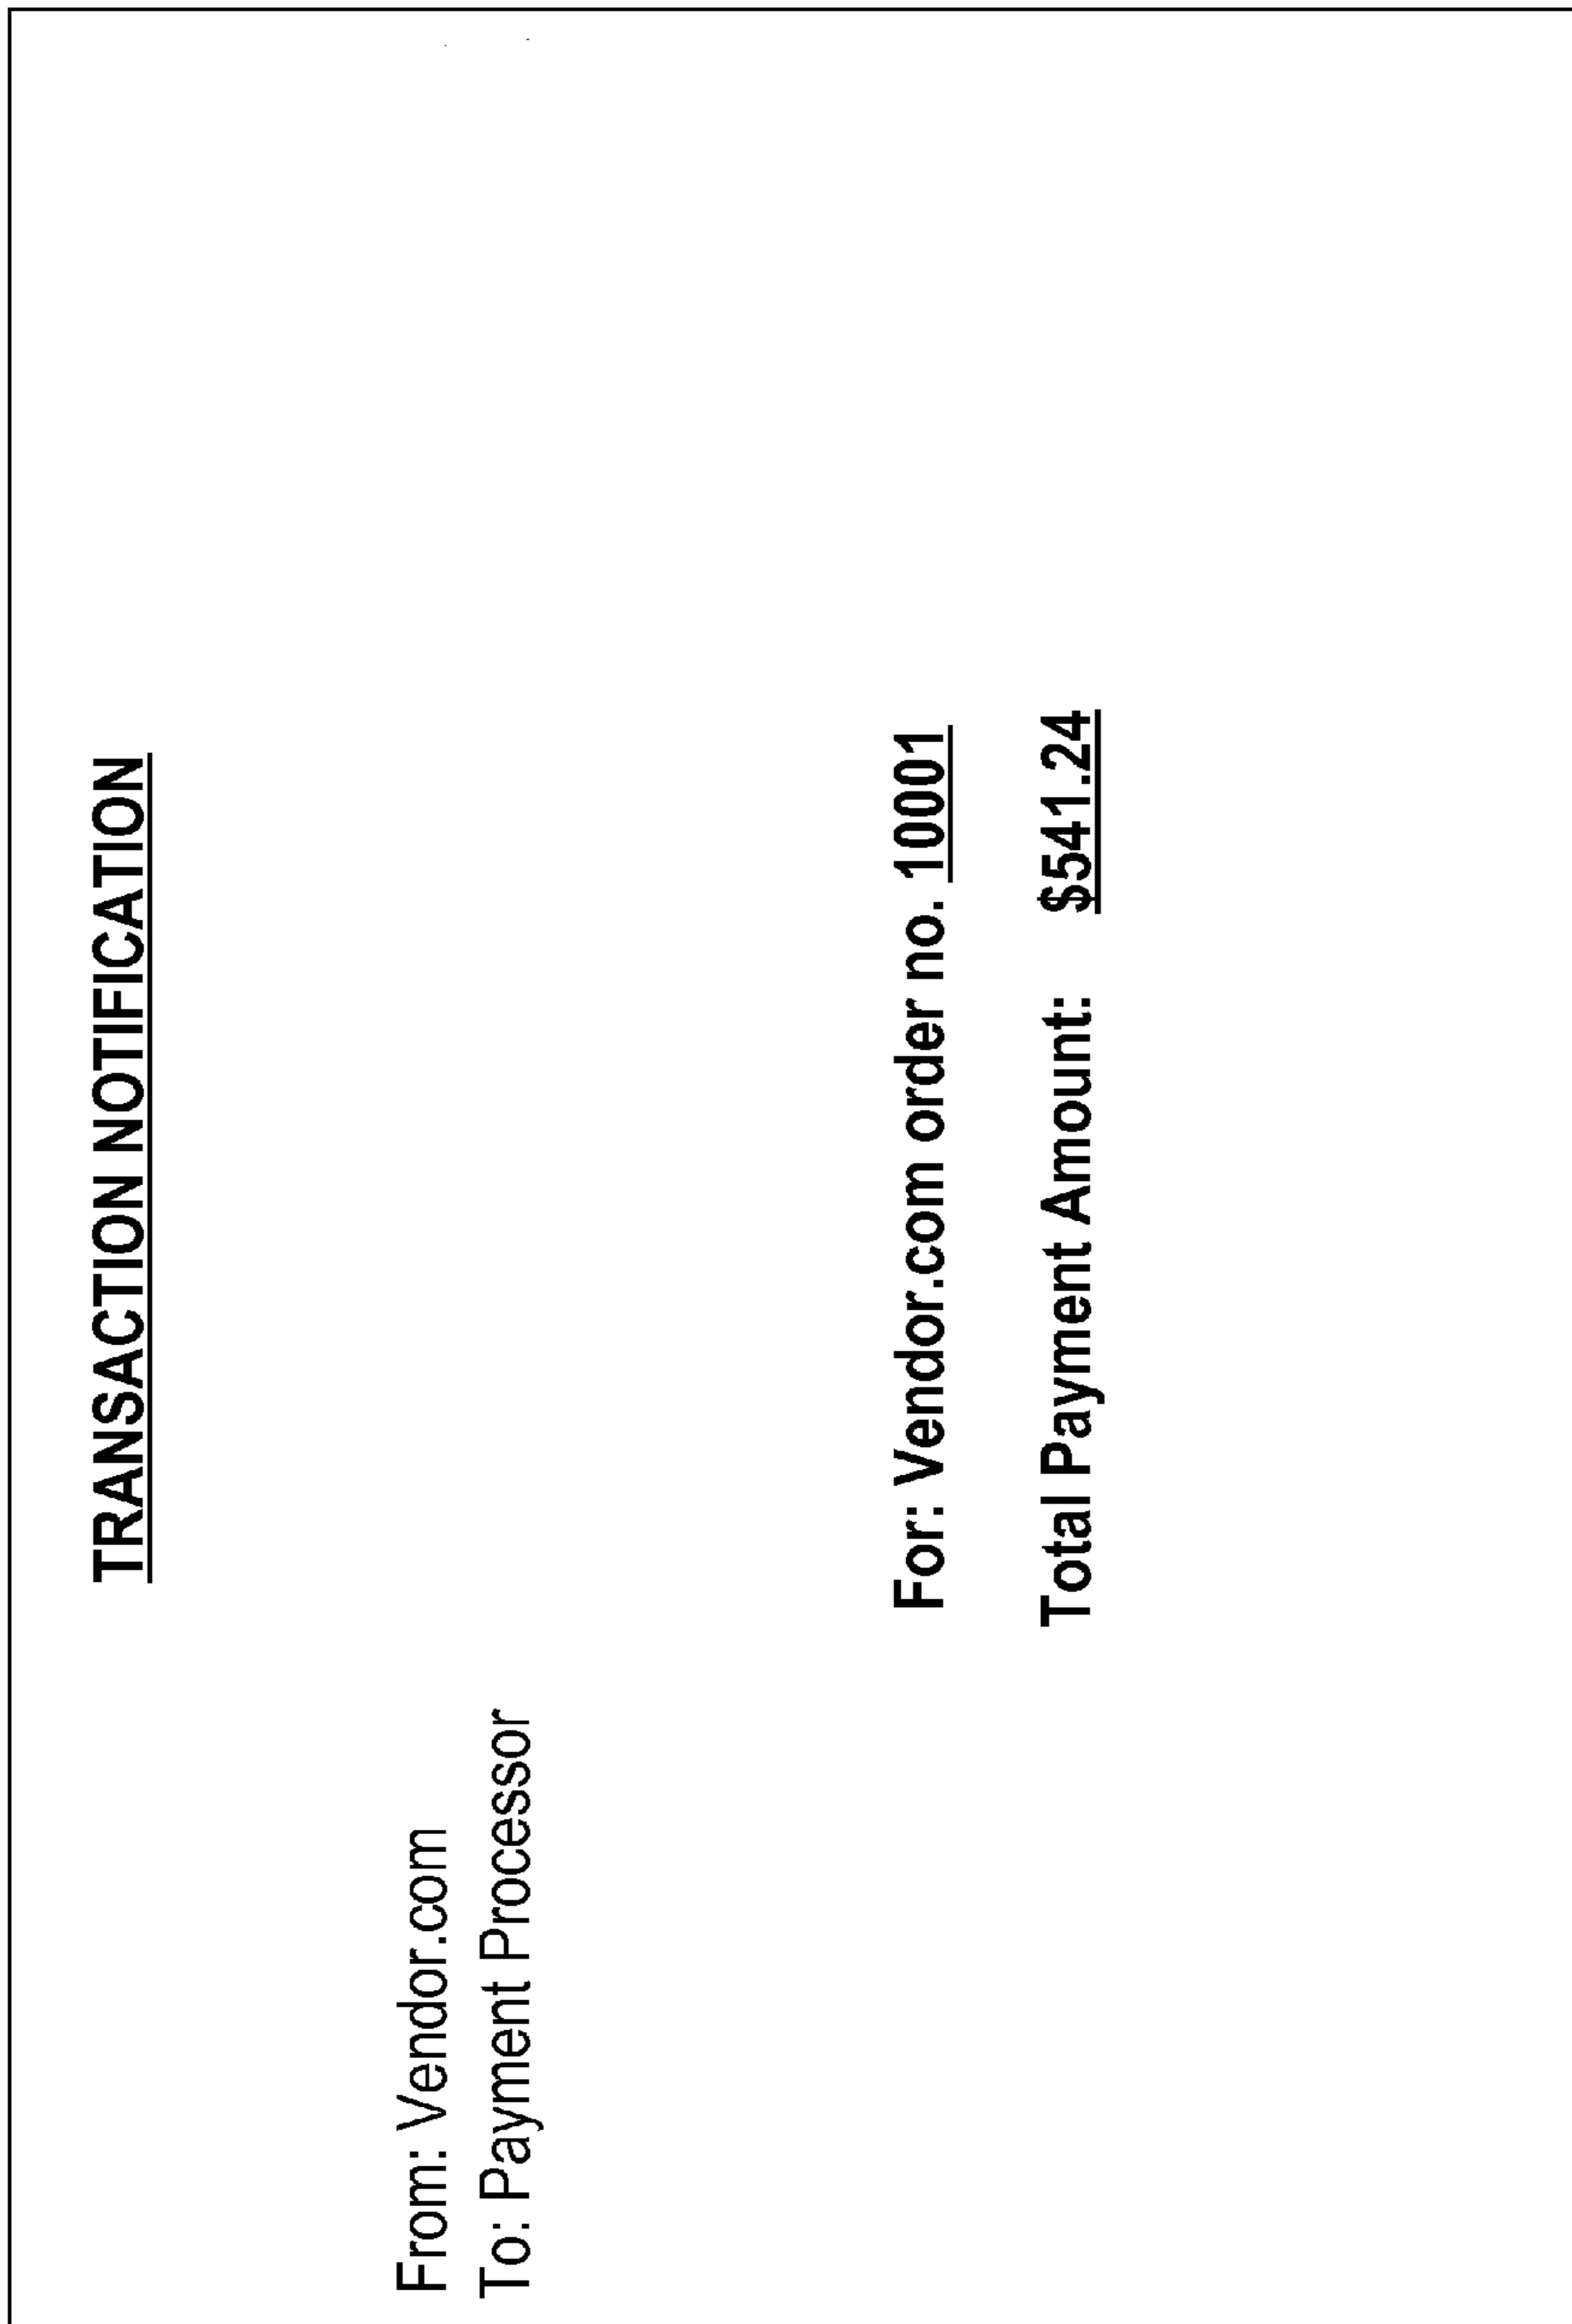 TRANSACTION NOTIFICATION
From: Vendor.com
To: Payment Processor
For: Vendor.com order no. 10001
Total Payment Amount: $541.24